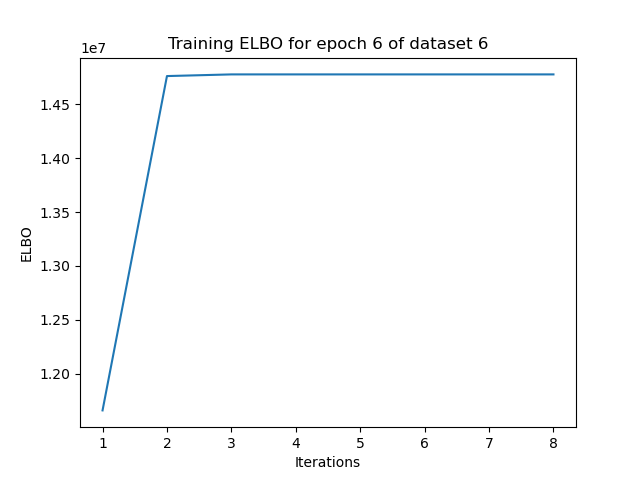 Training ELBO for epoch 6 of dataset 6
1e7
1.45
1.40
1.35
1.30
1.25
1.20
ELBO
1 2 3 4 5 6 7 8
Iterations